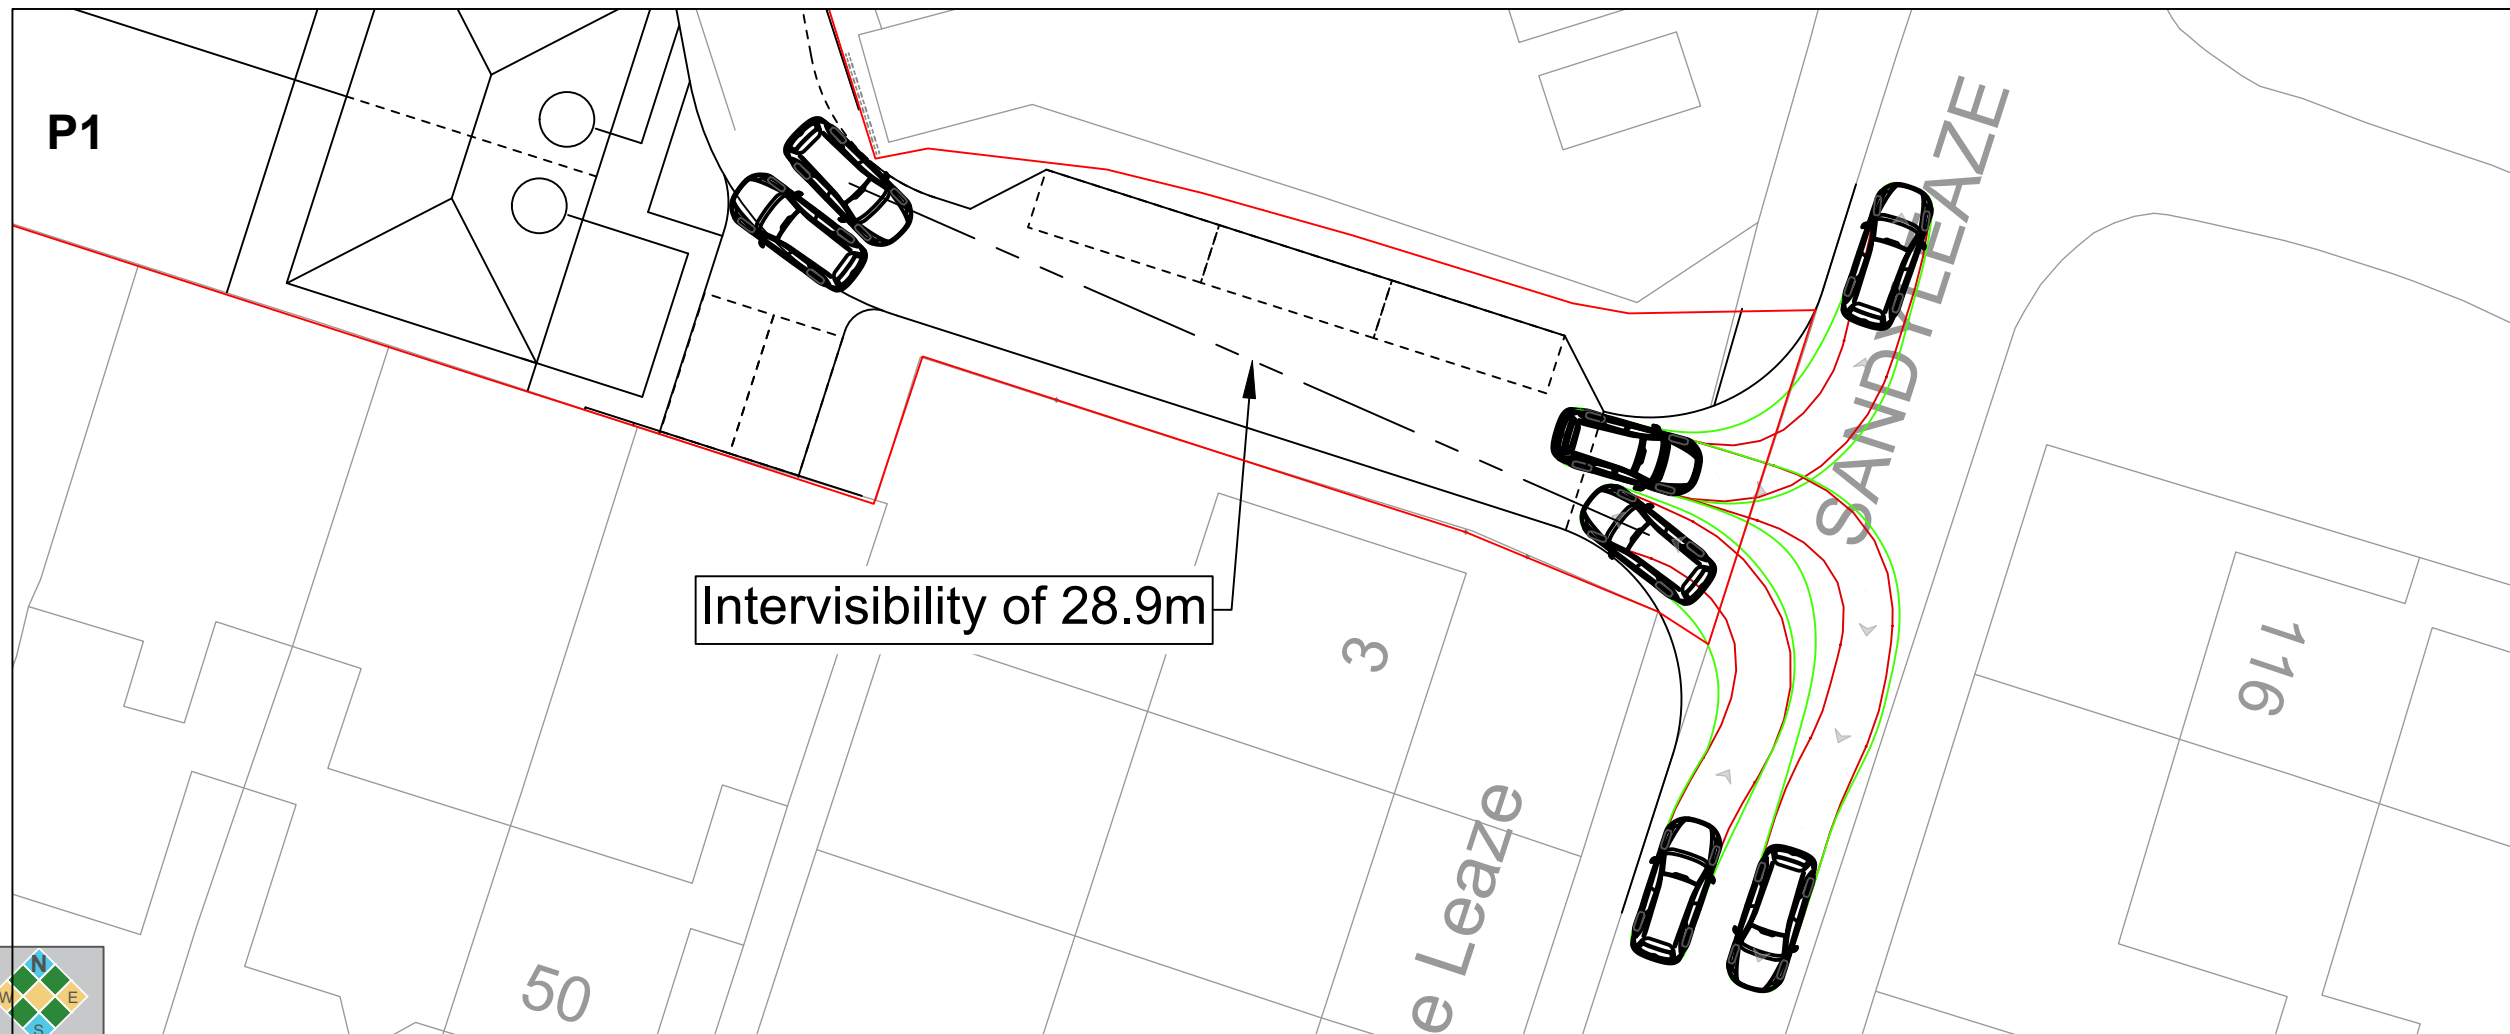 P1
SANDYLEAZE
Intervisibility of 28.9m
3
116
e Leaze
50
N
W
E
S